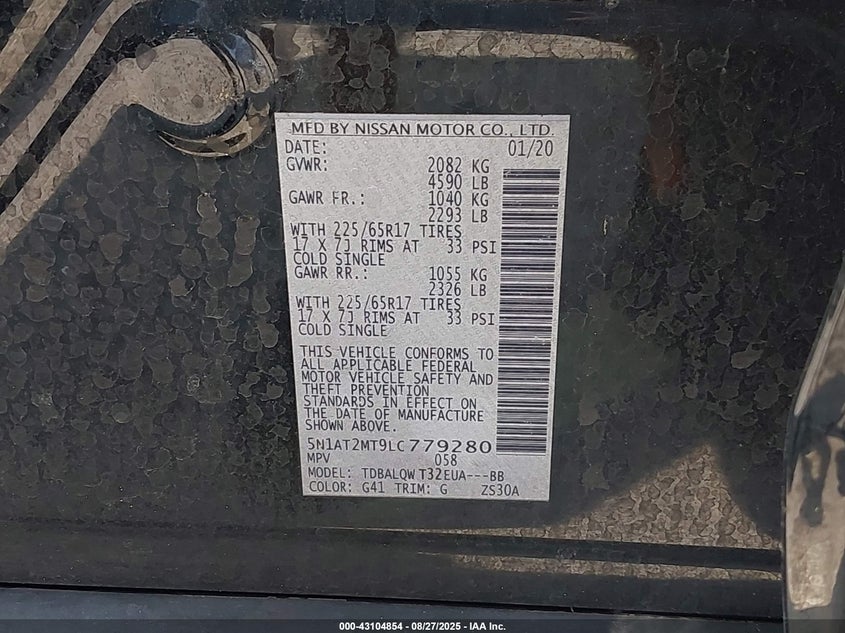 MFD BY NISSAN MOTOR CO., LTD.
DATE: 01/20
GVWR: 2082 KG
4590 LB
GAWR FR.: 1040 KG
2293 LB
WITH 225/65R17 TIRES
17 X 7J RIMS AT 33 PSI
COLD SINGLE
GAWR RR.: 1055 KG
2326 LB
WITH 225/65R17 TIRES
17 X 7J RIMS AT 33 PSI
COLD SINGLE
THIS VEHICLE CONFORMS TO
ALL APPLICABLE FEDERAL
MOTOR VEHICLE SAFETY AND
THEFT PREVENTION
STANDARDS IN EFFECT ON
THE DATE OF MANUFACTURE
SHOWN ABOVE.
5N1AT2MT9LC779280
MPV 058
MODEL: TDBALQW T32EUA---BB
COLOR: G41 TRIM: G ZS30A
000-43104854 - 08/27/2025 - IAA Inc.